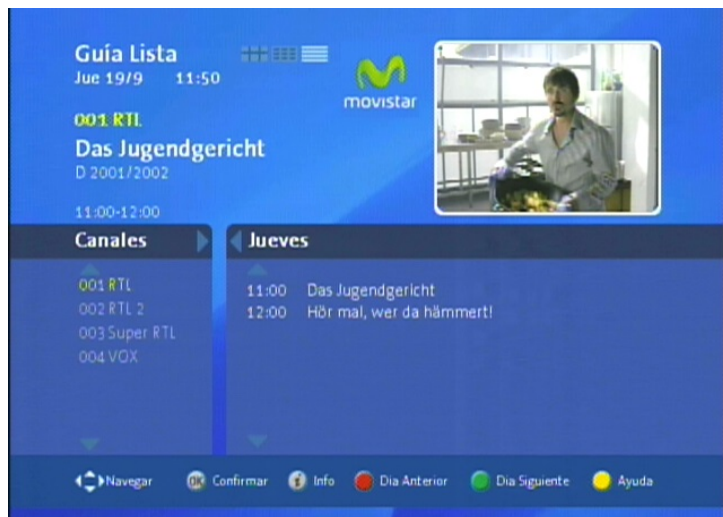 Guía Lista
Jue 19/9 11:50
movistar
001 RTL
Das Jugendgericht
D 2001/2002
11:00-12:00
Canales
Jueves
001 RTL
002 RTL 2
003 Super RTL
004 VOX
11:00 Das Jugendgericht
12:00 Hör mal, wer da hämmert!
Navegar
OK Confirmar
i Info
Dia Anterior
Dia Siguiente
Ayuda